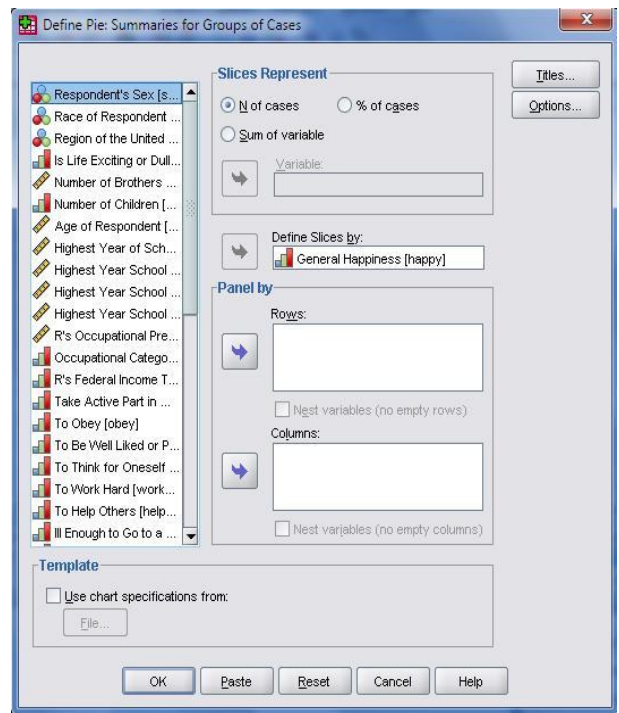 Define Pie: Summaries for Groups of Cases
Respondent's Sex [s...
Race of Respondent ...
Region of the United ...
Is Life Exciting or Dull...
Number of Brothers ...
Number of Children [...
Age of Respondent [...
Highest Year of Sch...
Highest Year School ...
Highest Year School ...
Highest Year School ...
R's Occupational Pre...
Occupational Catego...
R's Federal Income T...
Take Active Part in ...
To Obey [obey]
To Be Well Liked or P...
To Think for Oneself ...
To Work Hard [work...
To Help Others [help...
Ill Enough to Go to a ...
Slices Represent
N of cases
% of cases
Sum of variable
Variable:
Define Slices by:
General Happiness [happy]
Panel by
Rows:
Nest variables (no empty rows)
Columns:
Nest variables (no empty columns)
Titles...
Options...
Template
Use chart specifications from:
File...
OK
Paste
Reset
Cancel
Help